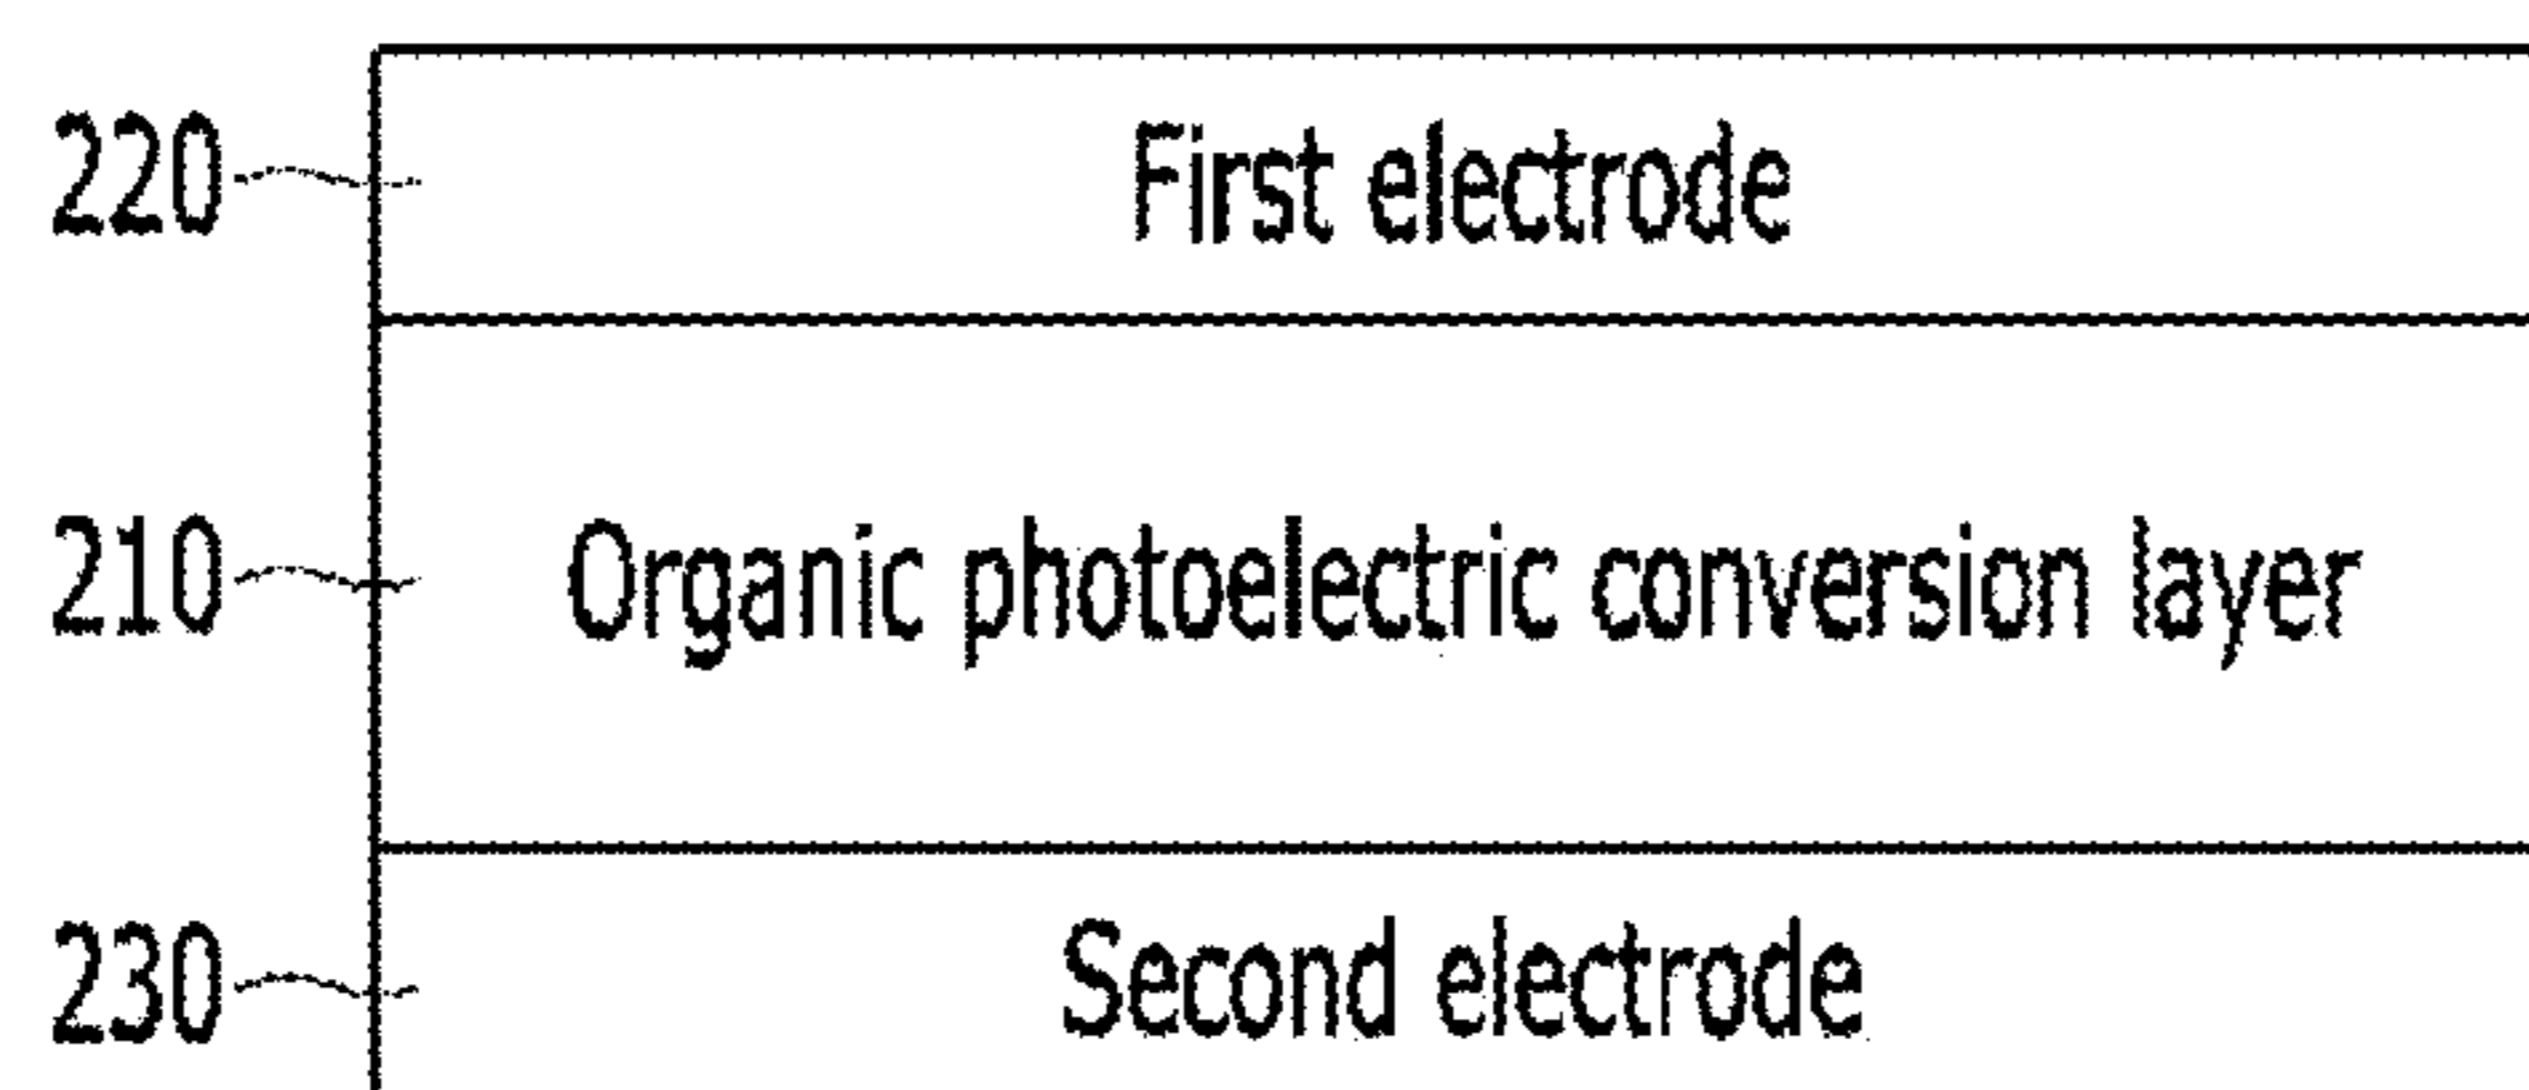 220 First electrode
210 Organic photoelectric conversion layer
230 Second electrode